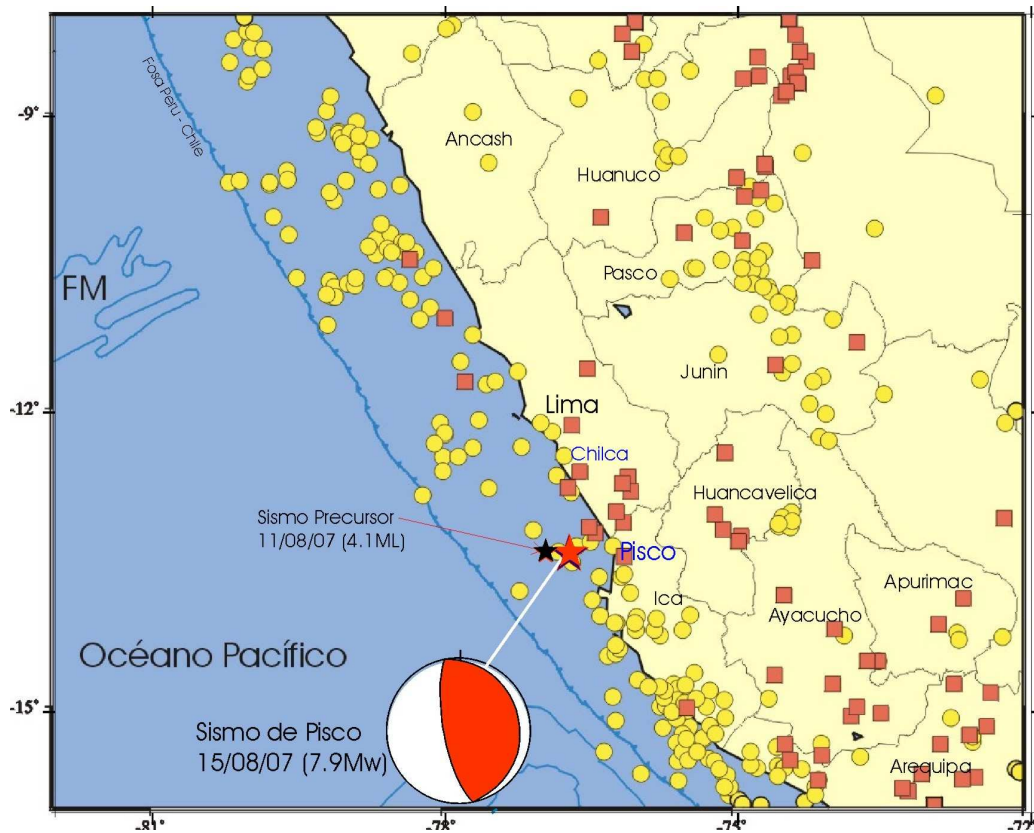 Fosa Peru - Chile
-9°
Ancash
Huanuco
FM
Pasco
Junin
-12°
Lima
Chilca
Huancavelica
Sismo Precursor
11/08/07 (4.1ML)
Pisco
Apurimac
Ica
Ayacucho
Océano Pacífico
-15°
Sismo de Pisco
15/08/07 (7.9Mw)
Arequipa
-81°
-78°